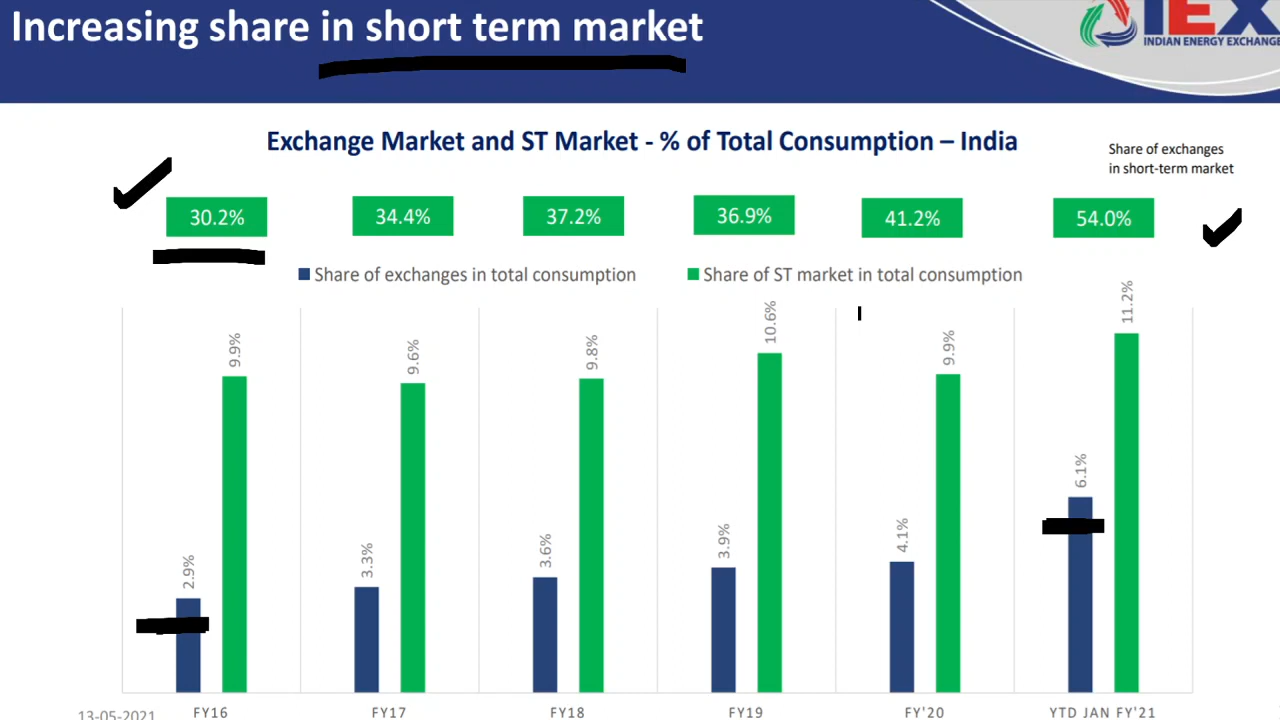 Increasing share in short term market
IEX
INDIAN ENERGY EXCHANGE
Exchange Market and ST Market - % of Total Consumption – India
Share of exchanges
in short-term market
30.2% 34.4% 37.2% 36.9% 41.2% 54.0%
Share of exchanges in total consumption Share of ST market in total consumption
2.9% 9.9% 3.3% 9.6% 3.6% 9.8% 3.9% 10.6% 4.1% 9.9% 6.1% 11.2%
FY16 FY17 FY18 FY19 FY'20 YTD JAN FY'21
13-05-2021